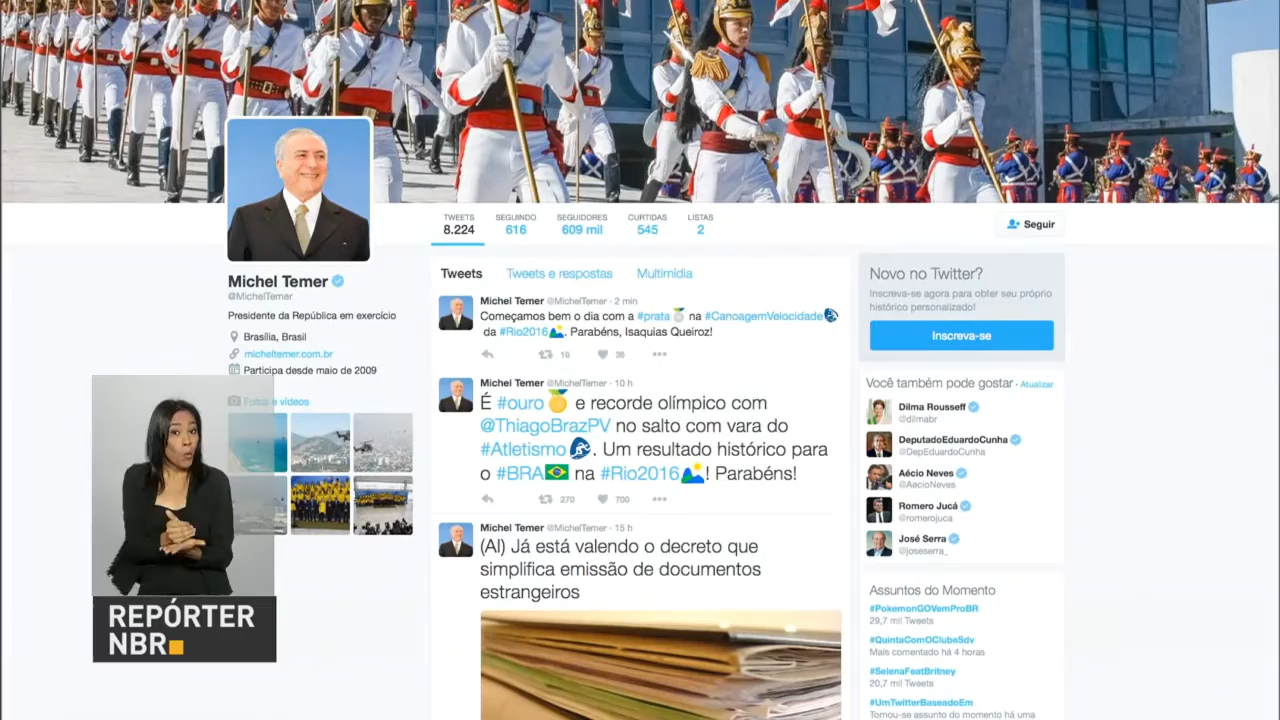 TWEETS
8.224
SEGUINDO
616
SEGUIDORES
609 mil
CURTIDAS
545
LISTAS
2
Seguir
Michel Temer
@MichelTemer
Presidente da República em exercício
Brasília, Brasil
micheltemer.com.br
Participa desde maio de 2009
Fotos e vídeos
Tweets Tweets e respostas Multimídia
Michel Temer @MichelTemer · 2 min
Começamos bem o dia com a #prata na #CanoagemVelocidade
da #Rio2016. Parabéns, Isaquias Queiroz!
18 36
Michel Temer @MichelTemer · 10 h
É #ouro e recorde olímpico com
@ThiagoBrazPV no salto com vara do
#Atletismo. Um resultado histórico para
o #BRA na #Rio2016! Parabéns!
270 700
Michel Temer @MichelTemer · 15 h
(AI) Já está valendo o decreto que
simplifica emissão de documentos
estrangeiros
Novo no Twitter?
Inscreva-se agora para obter seu próprio
histórico personalizado!
Inscreva-se
Você também pode gostar · Atualizar
Dilma Rousseff
@dilmabr
DeputadoEduardoCunha
@DepEduardoCunha
Aécio Neves
@AecioNeves
Romero Jucá
@romerojuca
José Serra
@joseserra_
Assuntos do Momento
#PokemonGOVemProBR
29,7 mil Tweets
#QuintaComOClubeSdv
Mais comentado há 4 horas
#SelenaFeatBritney
20,7 mil Tweets
#UmTwitterBaseadoEm
Tornou-se assunto do momento há uma
REPÓRTER
NBR